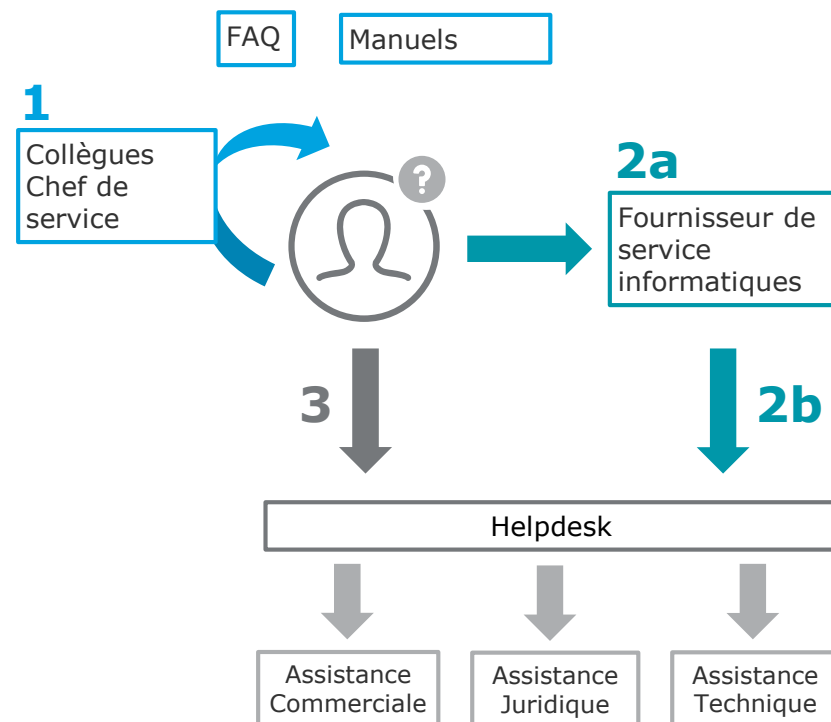 FAQ
Manuels
1
Collègues
Chef de
service
?
2a
Fournisseur de
service
informatiques
3
2b
Helpdesk
Assistance
Commerciale
Assistance
Juridique
Assistance
Technique